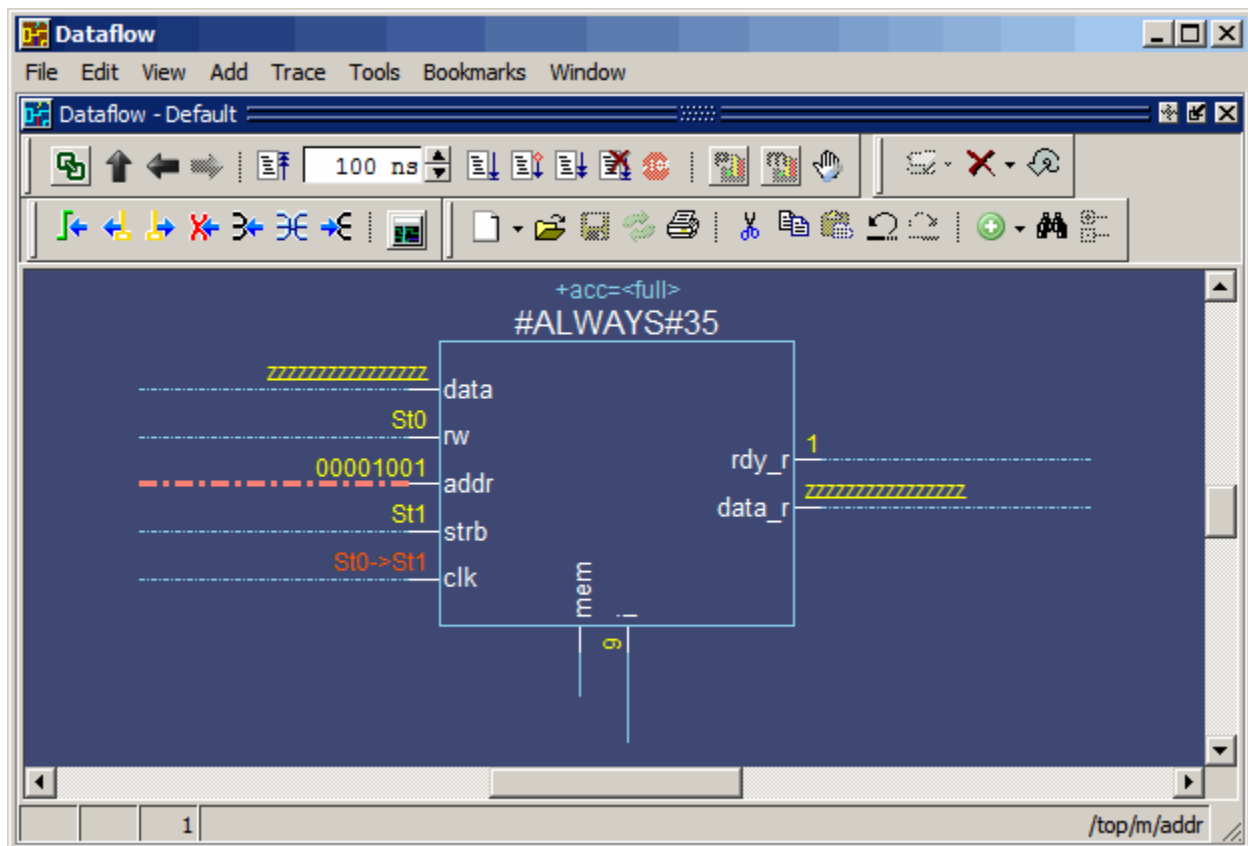 Dataflow
File Edit View Add Trace Tools Bookmarks Window
Dataflow - Default
100 ns
+acc=<full>
#ALWAYS#35
zzzzzzzzzzzzzzzz
data
St0
rw
00001001
addr
St1
strb
St0->St1
clk
1
rdy_r
zzzzzzzzzzzzzzzz
data_r
mem
i
9
1
/top/m/addr